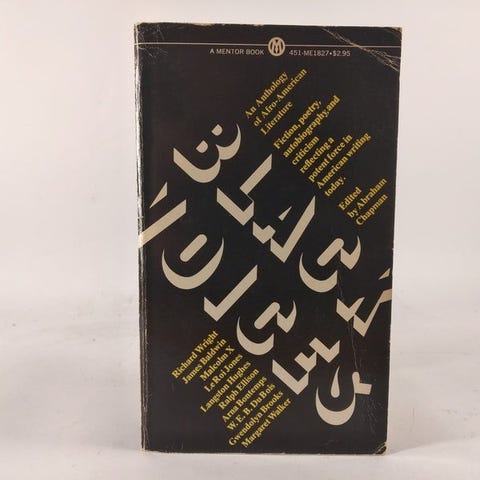 A MENTOR BOOK
451-ME1827 • $2.95
An Anthology
of Afro-American
Literature
Fiction, poetry,
autobiography, and
criticism
reflecting a
potent force in
American writing
today.
Edited
by Abraham
Chapman
BLACK
VOICES
Richard Wright
James Baldwin
Malcolm X
Le Roi Jones
Langston Hughes
Ralph Ellison
Arna Bontemps
W. E. B. Du Bois
Gwendolyn Brooks
Margaret Walker